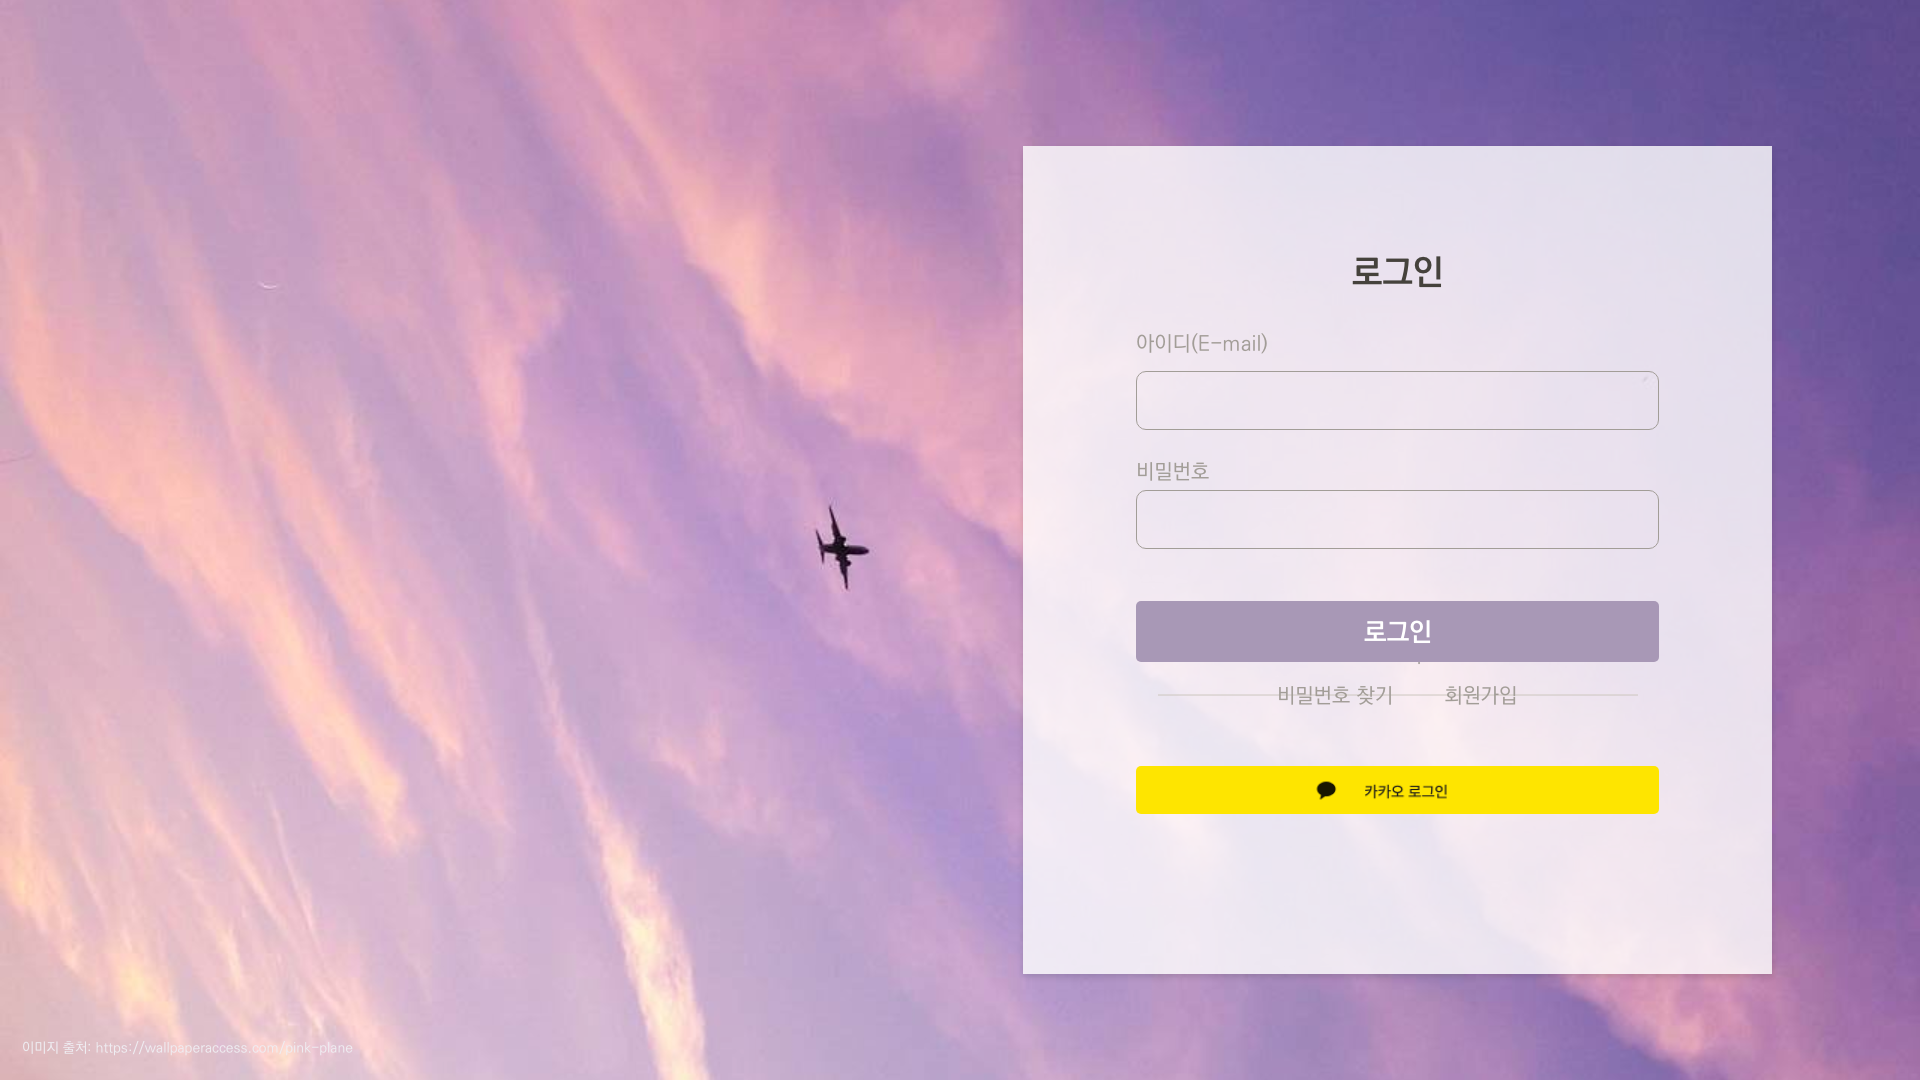 로그인
아이디(E-mail)
비밀번호
로그인
비밀번호 찾기 회원가입
카카오 로그인
이미지 출처: https://wallpaperaccess.com/pink-plane